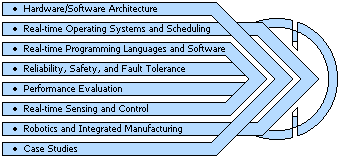 • Hardware/Software Architecture
• Real-time Operating Systems and Scheduling
• Real-time Programming Languages and Software
• Reliability, Safety, and Fault Tolerance
• Performance Evaluation
• Real-time Sensing and Control
• Robotics and Integrated Manufacturing
• Case Studies